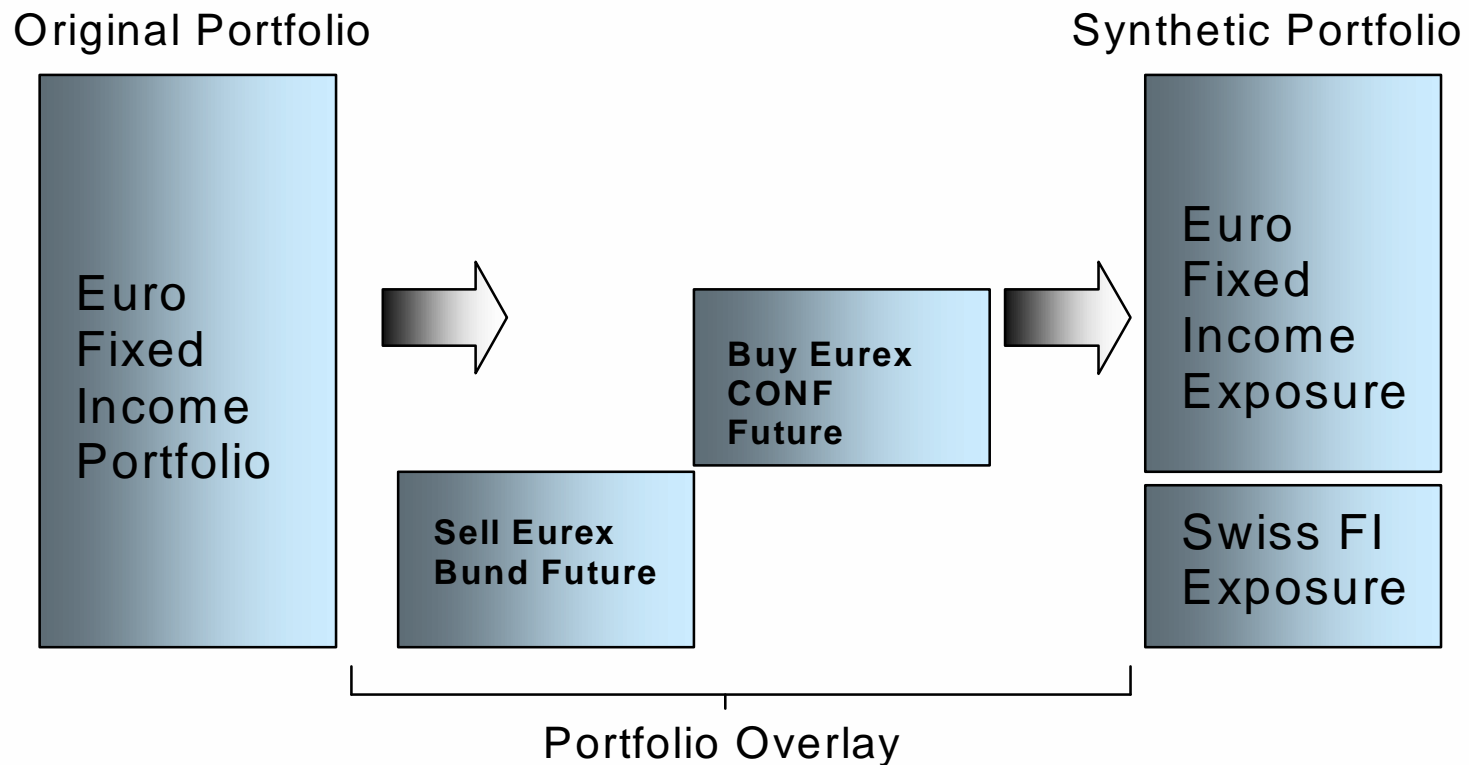 Original Portfolio
Synthetic Portfolio
Euro
Fixed
Income
Portfolio
Sell Eurex
Bund Future
Buy Eurex
CONF
Future
Euro
Fixed
Income
Exposure
Swiss FI
Exposure
Portfolio Overlay